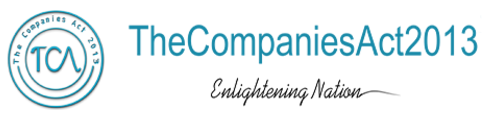 The Companies Act 2013
TCA
TheCompaniesAct2013
Enlightening Nation